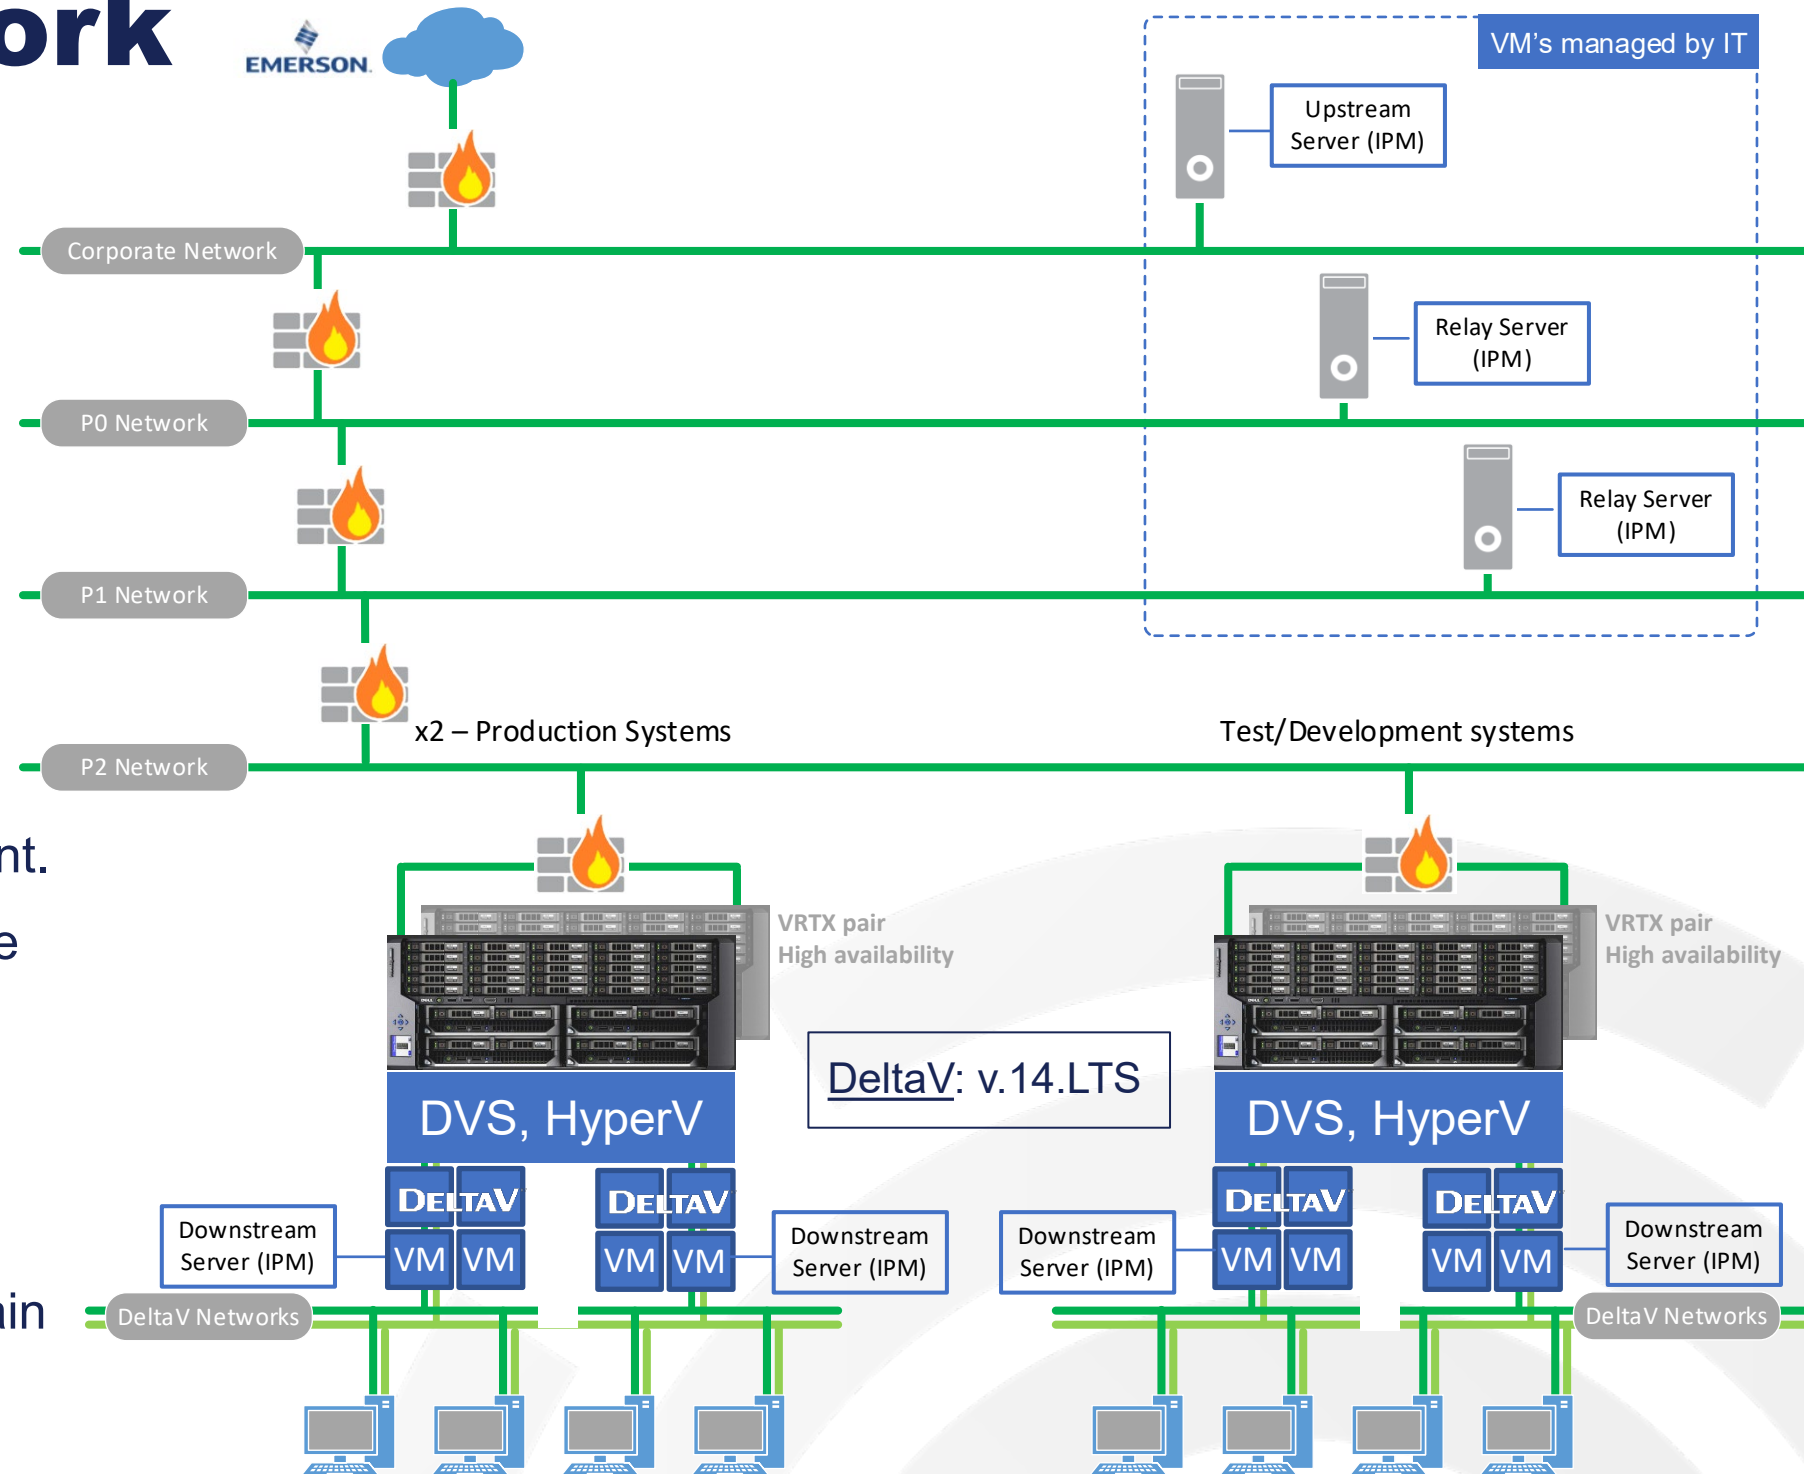 ork
EMERSON.
VM's managed by IT
Upstream
Server (IPM)
Corporate Network
Relay Server
(IPM)
P0 Network
Relay Server
(IPM)
P1 Network
x2 – Production Systems
Test/Development systems
P2 Network
nt.
e
VRTX pair
High availability
VRTX pair
High availability
DeltaV: v.14.LTS
DVS, HyperV
DVS, HyperV
DELTAV
DELTAV
DELTAV
DELTAV
Downstream
Server (IPM)
VM VM
VM VM
Downstream
Server (IPM)
Downstream
Server (IPM)
VM VM
VM VM
Downstream
Server (IPM)
ain
DeltaV Networks
DeltaV Networks